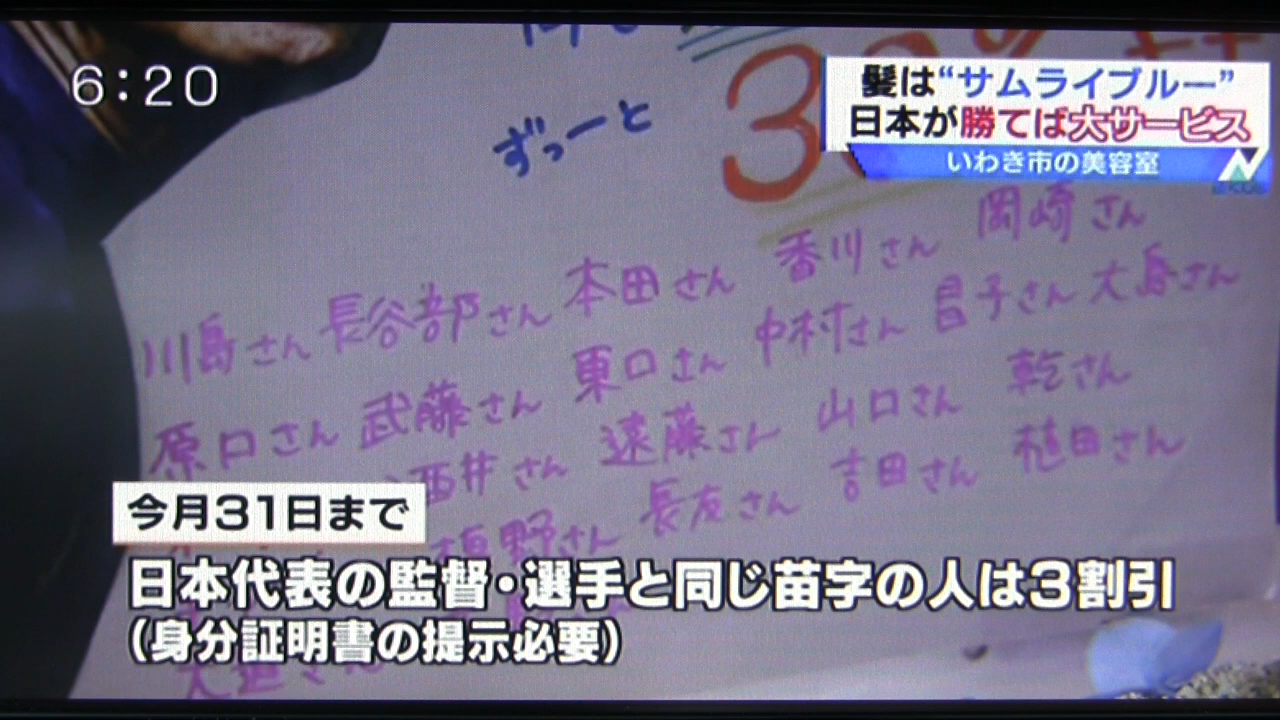 6:20
髪は“サムライブルー”
日本が勝てば大サービス
いわき市の美容室
ずっーと
岡崎さん
川島さん 長谷部さん 本田さん 香川さん
原口さん 武藤さん 東口さん 中村さん 昌子さん 大島さん
西井さん 遠藤さん 山口さん 乾さん
野さん 長友さん 吉田さん 植田さん
今月31日まで
日本代表の監督・選手と同じ苗字の人は3割引
(身分証明書の提示必要)